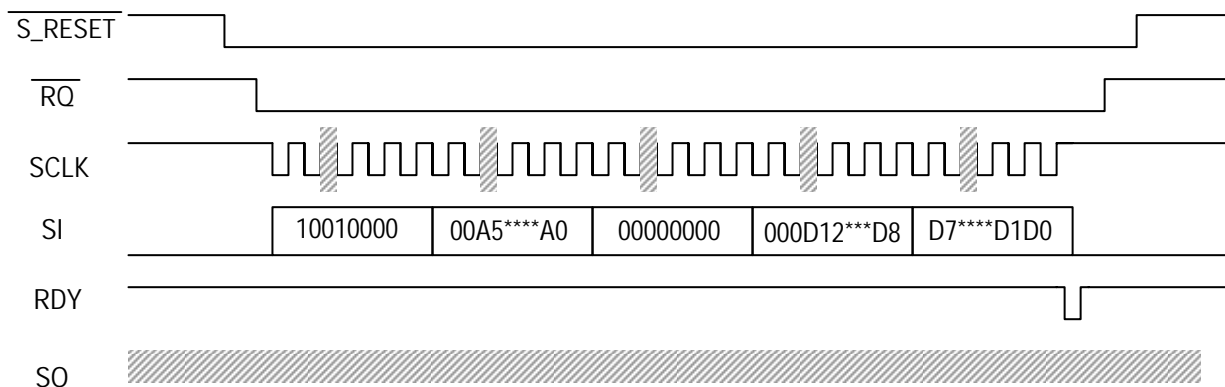 S_RESET
RQ
SCLK
SI 10010000 00A5****A0 00000000 000D12***D8 D7****D1D0
RDY
SO